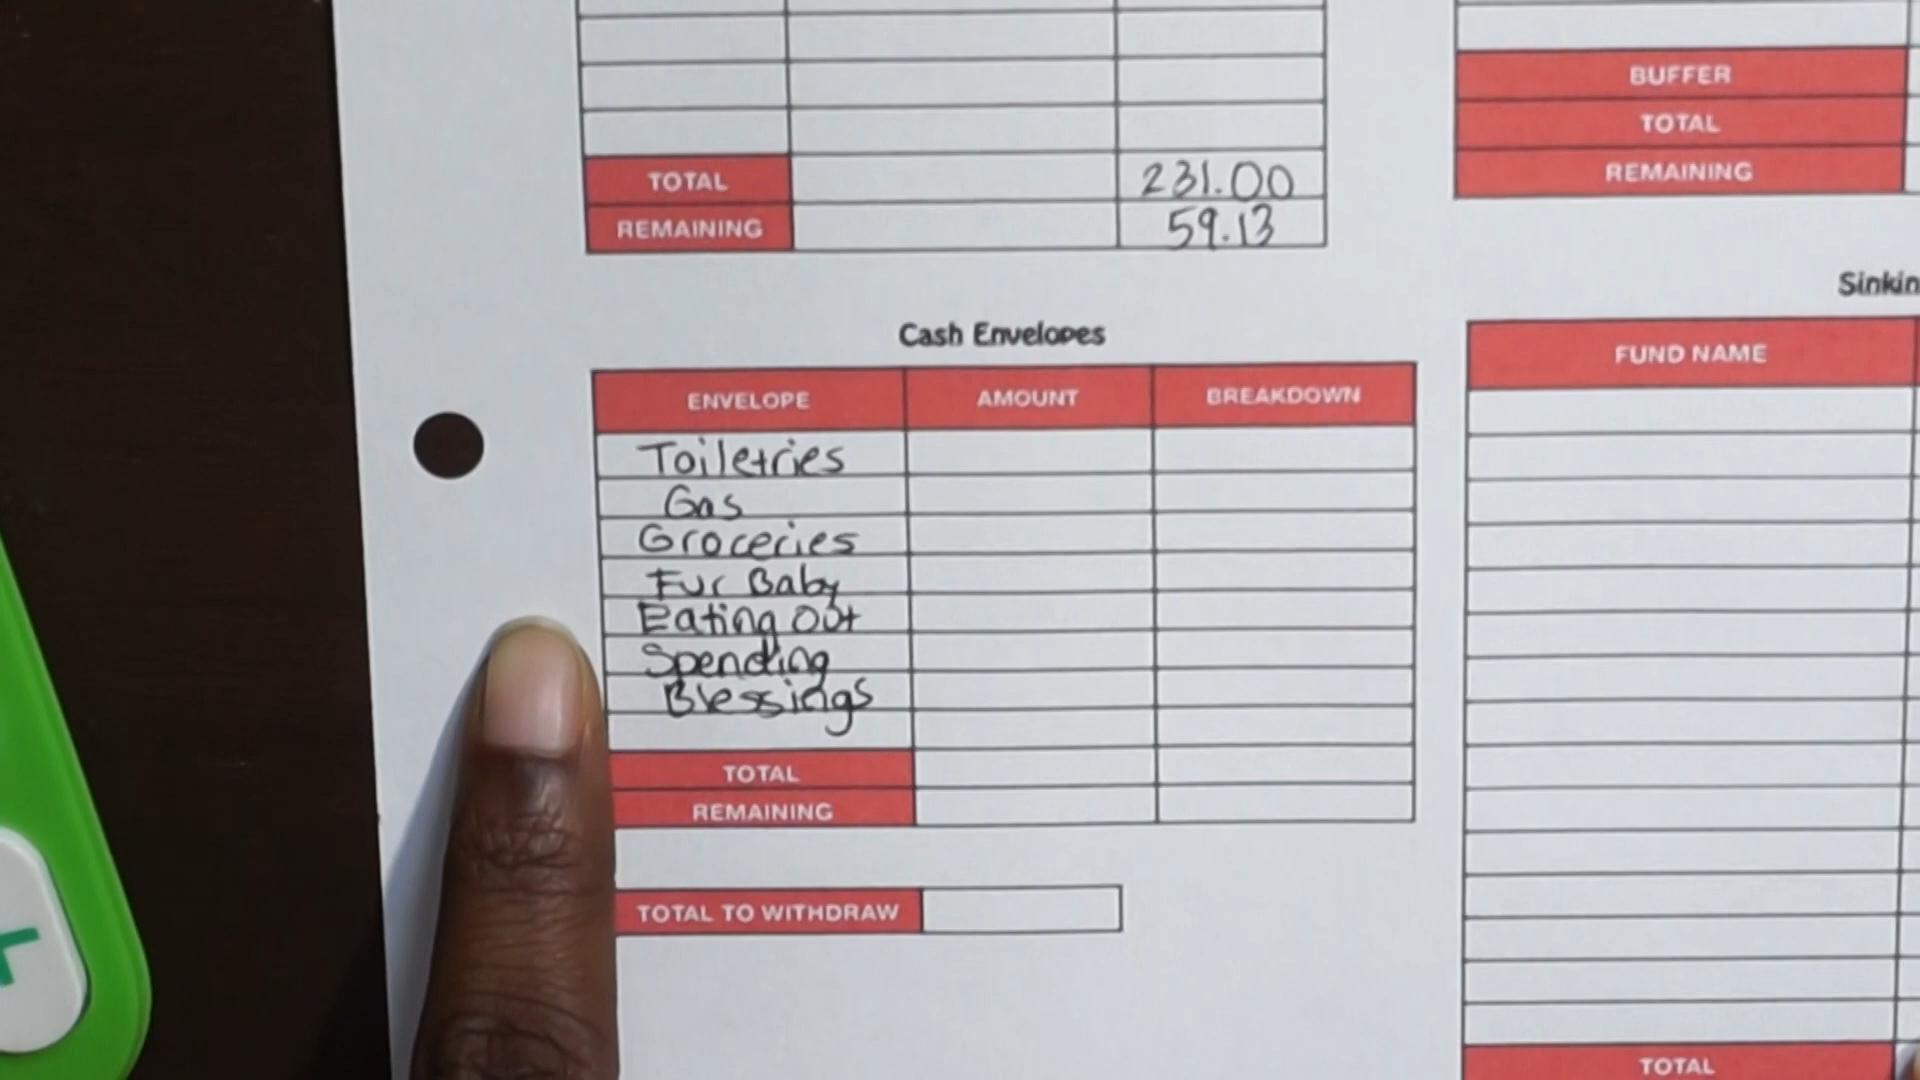 BUFFER
TOTAL
REMAINING
TOTAL 231.00
REMAINING 59.13
Cash Envelopes
ENVELOPE AMOUNT BREAKDOWN
Toiletries
Gas
Groceries
Fur Baby
Eating Out
Spending
Blessings
TOTAL
REMAINING
TOTAL TO WITHDRAW
Sinkin
FUND NAME
TOTAL